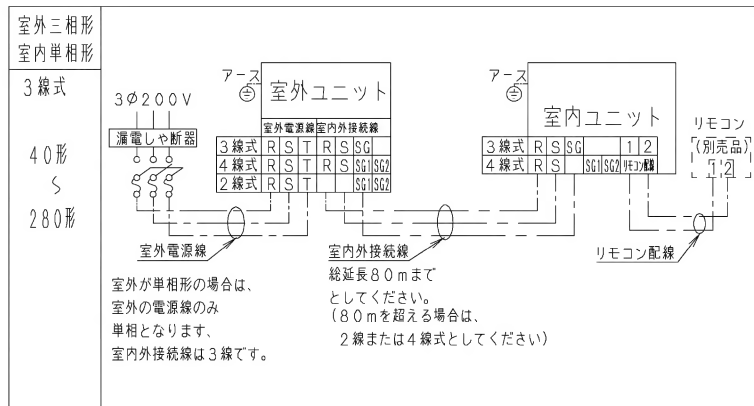 室外三相形
室内単相形
3線式
40形
〜
280形
3φ200V
漏電しゃ断器
アース
室外ユニット
室外電源線 室内外接続線
3線式 R S T R S SG
4線式 R S T R S SG1 SG2
2線式 R S T SG1 SG2
アース
室内ユニット
3線式 R S SG 1 2
4線式 R S SG1 SG2 リモコン配線
リモコン
(別売品)
1 2
室外電源線
室内外接続線
リモコン配線
総延長80mまで
としてください。
(80mを超える場合は、
2線または4線式としてください)
室外が単相形の場合は、
室外の電源線のみ
単相となります、
室内外接続線は3線です。